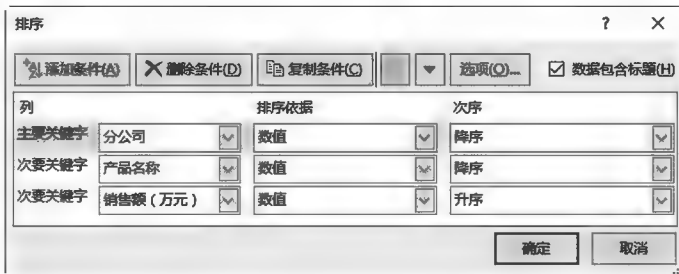 排序 ? ×
添加条件(A) 删除条件(D) 复制条件(C) 选项(O)... 数据包含标题(H)
列 排序依据 次序
主要关键字 分公司 数值 降序
次要关键字 产品名称 数值 降序
次要关键字 销售额（万元） 数值 升序
确定 取消